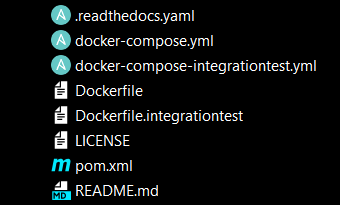 .readthedocs.yaml
docker-compose.yml
docker-compose-integrationtest.yml
Dockerfile
Dockerfile.integrationtest
LICENSE
pom.xml
README.md